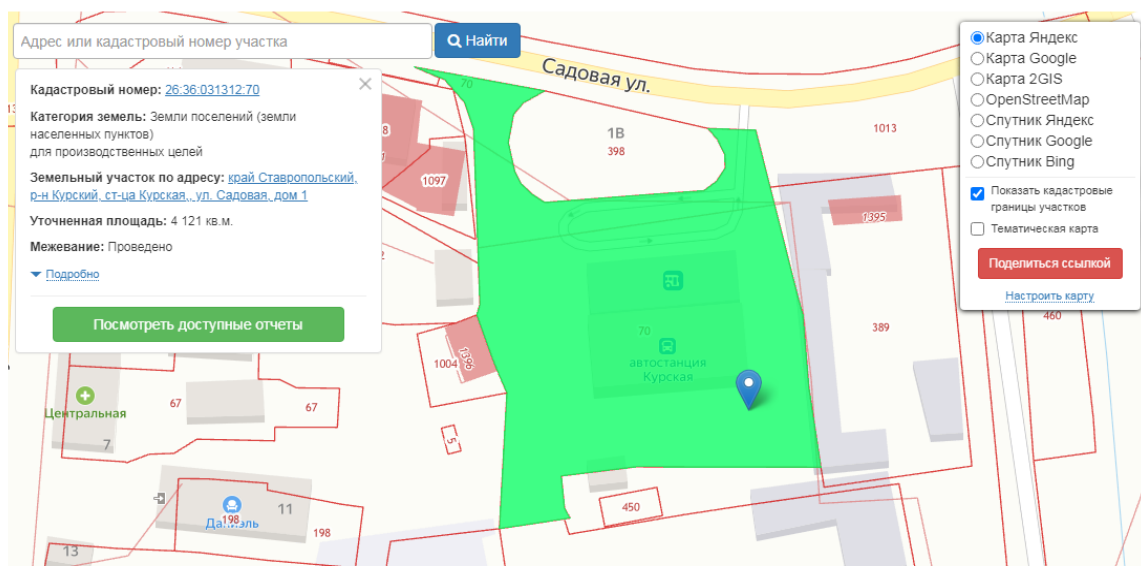 Адрес или кадастровый номер участка
Найти
Кадастровый номер: 26:36:031312:70
Категория земель: Земли поселений (земли
населенных пунктов)
для производственных целей
Земельный участок по адресу: край Ставропольский,
р-н Курский, ст-ца Курская,, ул. Садовая, дом 1
Уточненная площадь: 4 121 кв.м.
Межевание: Проведено
Подробно
Посмотреть доступные отчеты
Карта Яндекс
Карта Google
Карта 2GIS
OpenStreetMap
Спутник Яндекс
Спутник Google
Спутник Bing
Показать кадастровые
границы участков
Тематическая карта
Поделиться ссылкой
Настроить карту
Садовая ул.
70
1В
398
1013
1097
1395
70
автостанция
Курская
389
460
1004
1396
Центральная
67
67
7
5
450
Даниэль
198
11
198
13